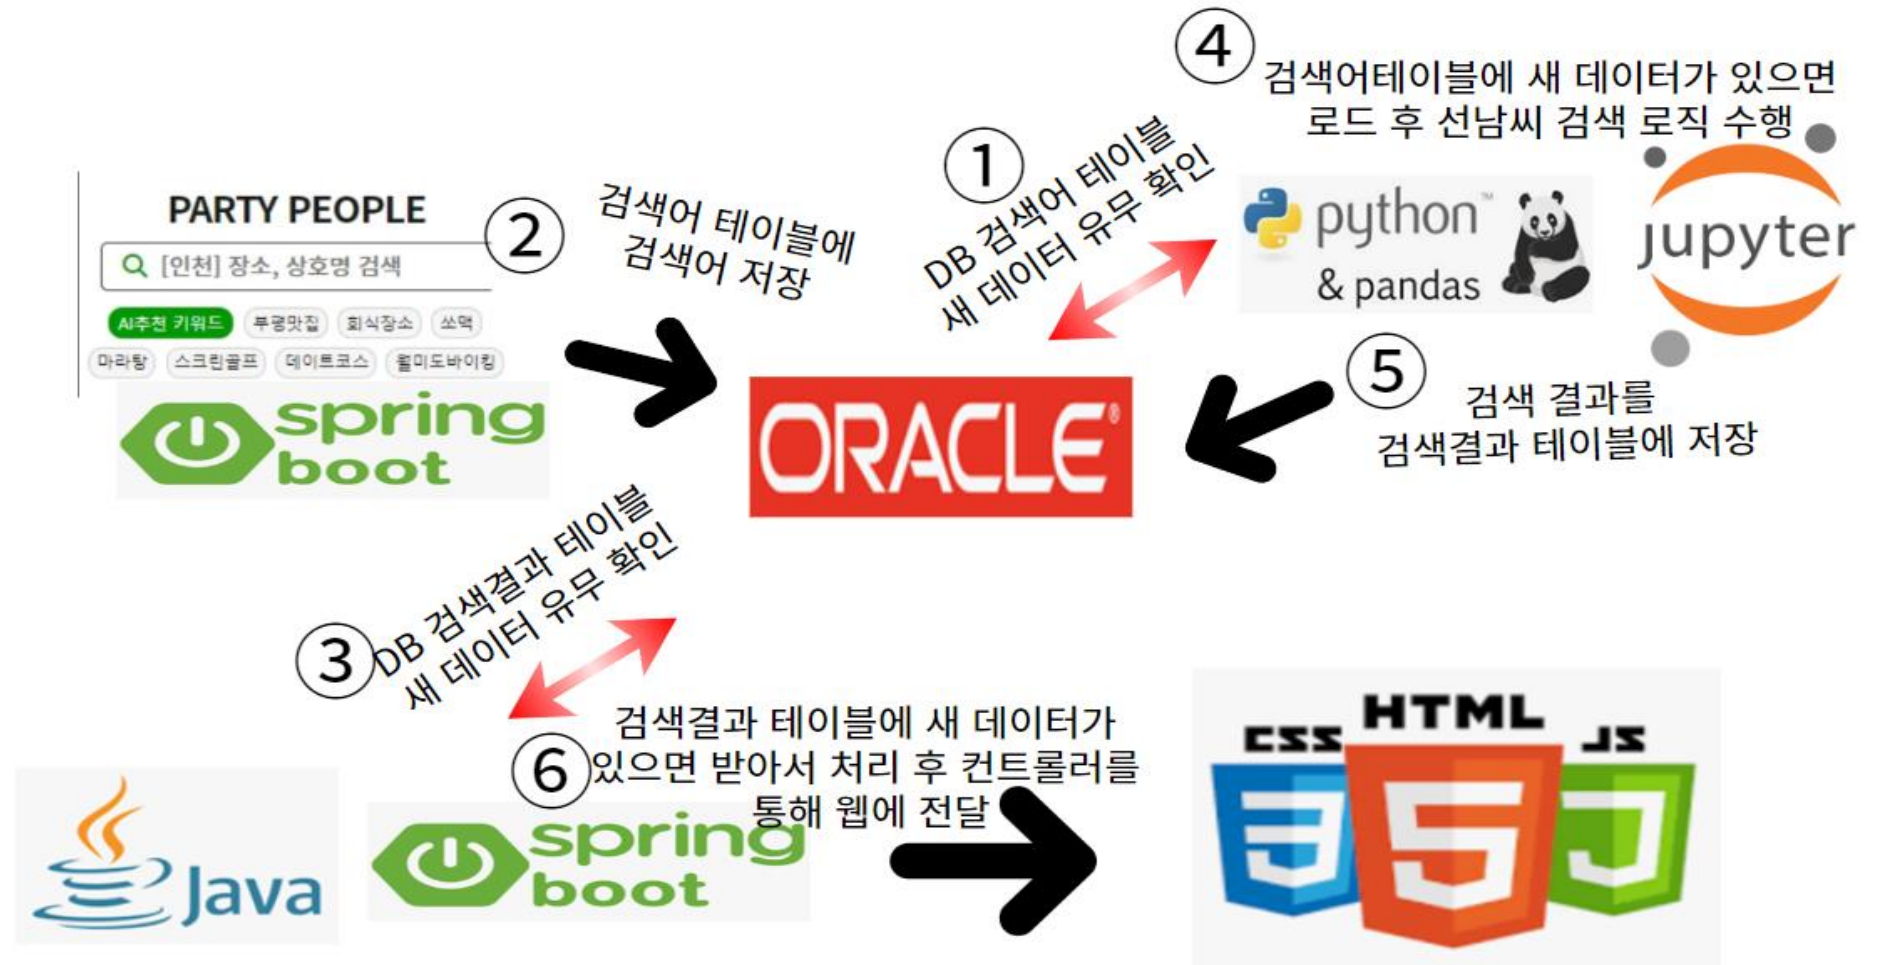 ④
검색어테이블에 새 데이터가 있으면
로드 후 선남씨 검색 로직 수행
①
DB 검색어 테이블
새 데이터 유무 확인
PARTY PEOPLE
[인천] 장소, 상호명 검색
AI추천 키워드 부평맛집 회식장소 쏘맥
마라탕 스크린골프 데이트코스 월미도바이킹
②
검색어 테이블에
검색어 저장
python™
& pandas
jupyter
spring
boot
ORACLE®
⑤
검색 결과를
검색결과 테이블에 저장
③
DB 검색결과 테이블
새 데이터 유무 확인
⑥
검색결과 테이블에 새 데이터가
있으면 받아서 처리 후 컨트롤러를
통해 웹에 전달
Java
spring
boot
CSS HTML JS
3 5 J